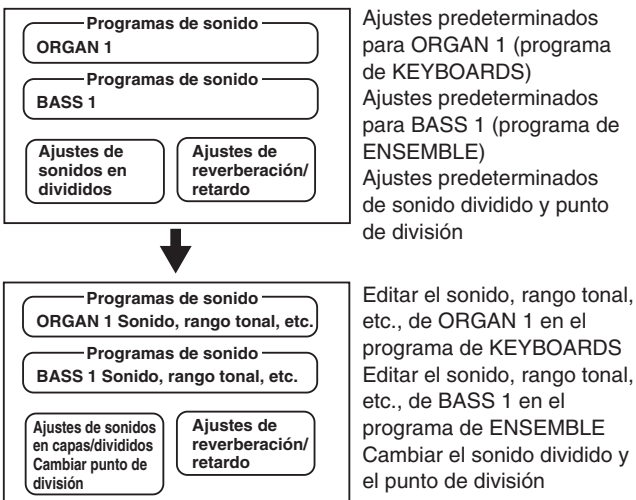 Programas de sonido
ORGAN 1
Programas de sonido
BASS 1
Ajustes de
sonidos en
divididos
Ajustes de
reverberación/
retardo
Ajustes predeterminados
para ORGAN 1 (programa
de KEYBOARDS)
Ajustes predeterminados
para BASS 1 (programa de
ENSEMBLE)
Ajustes predeterminados
de sonido dividido y punto
de división
Programas de sonido
ORGAN 1 Sonido, rango tonal, etc.
Programas de sonido
BASS 1 Sonido, rango tonal, etc.
Ajustes de sonidos
en capas/divididos
Cambiar punto de
división
Ajustes de
reverberación/
retardo
Editar el sonido, rango tonal,
etc., de ORGAN 1 en el
programa de KEYBOARDS
Editar el sonido, rango tonal,
etc., de BASS 1 en el
programa de ENSEMBLE
Cambiar el sonido dividido y
el punto de división